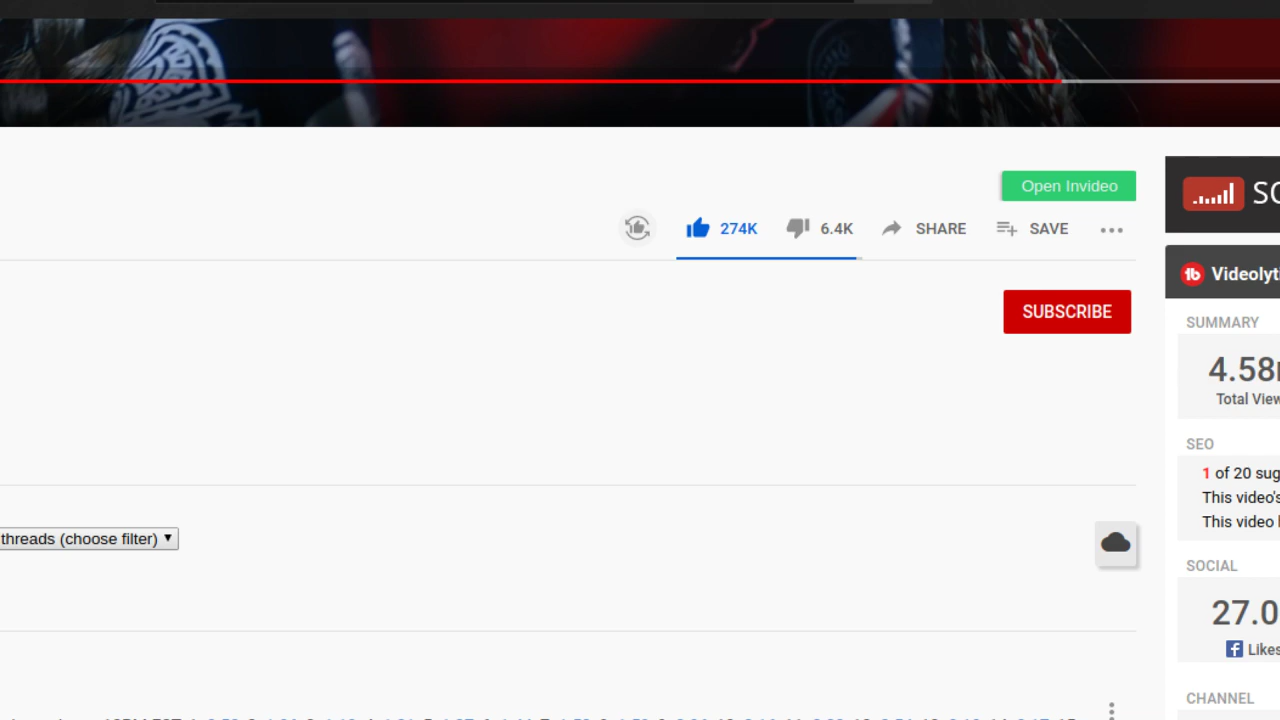 Open Invideo
274K 6.4K SHARE SAVE
SUBSCRIBE
threads (choose filter)
Videolyt
SUMMARY
4.58
Total View
SEO
1 of 20 sug
This video's
This video
SOCIAL
27.0
Likes
CHANNEL